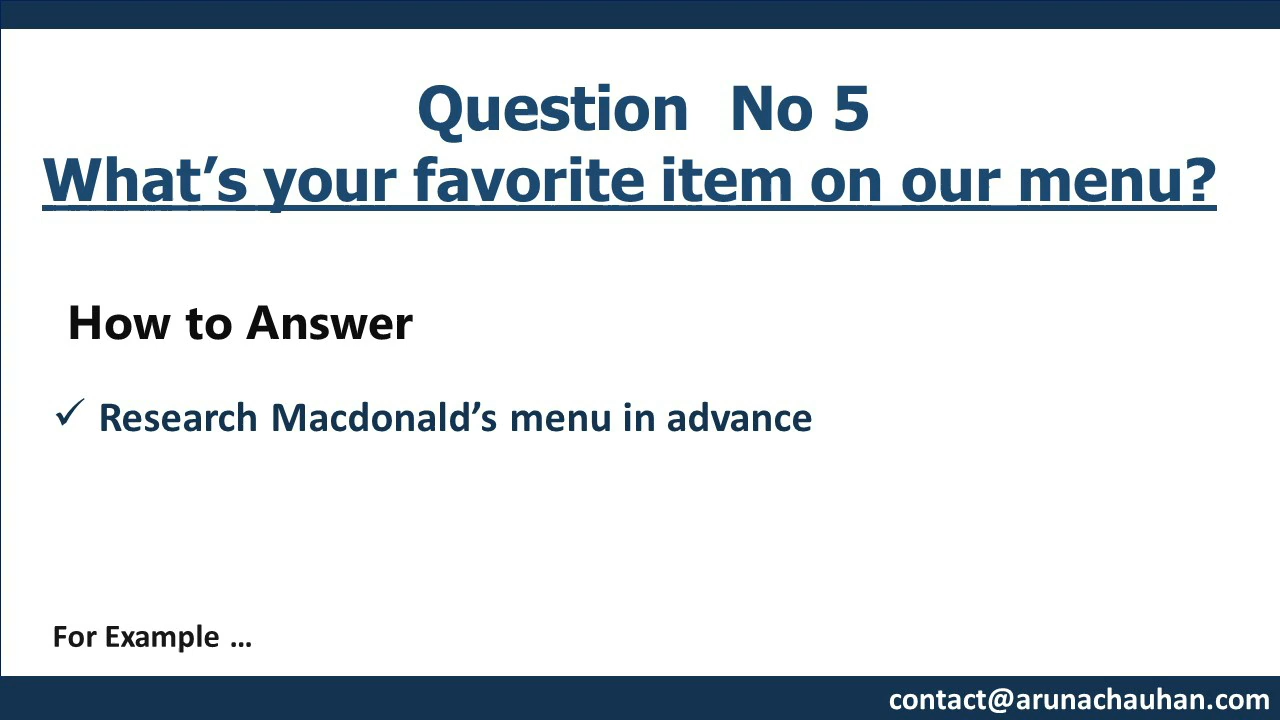 Question No 5
What’s your favorite item on our menu?
How to Answer
✓ Research Macdonald’s menu in advance
For Example ...
contact@arunachauhan.com